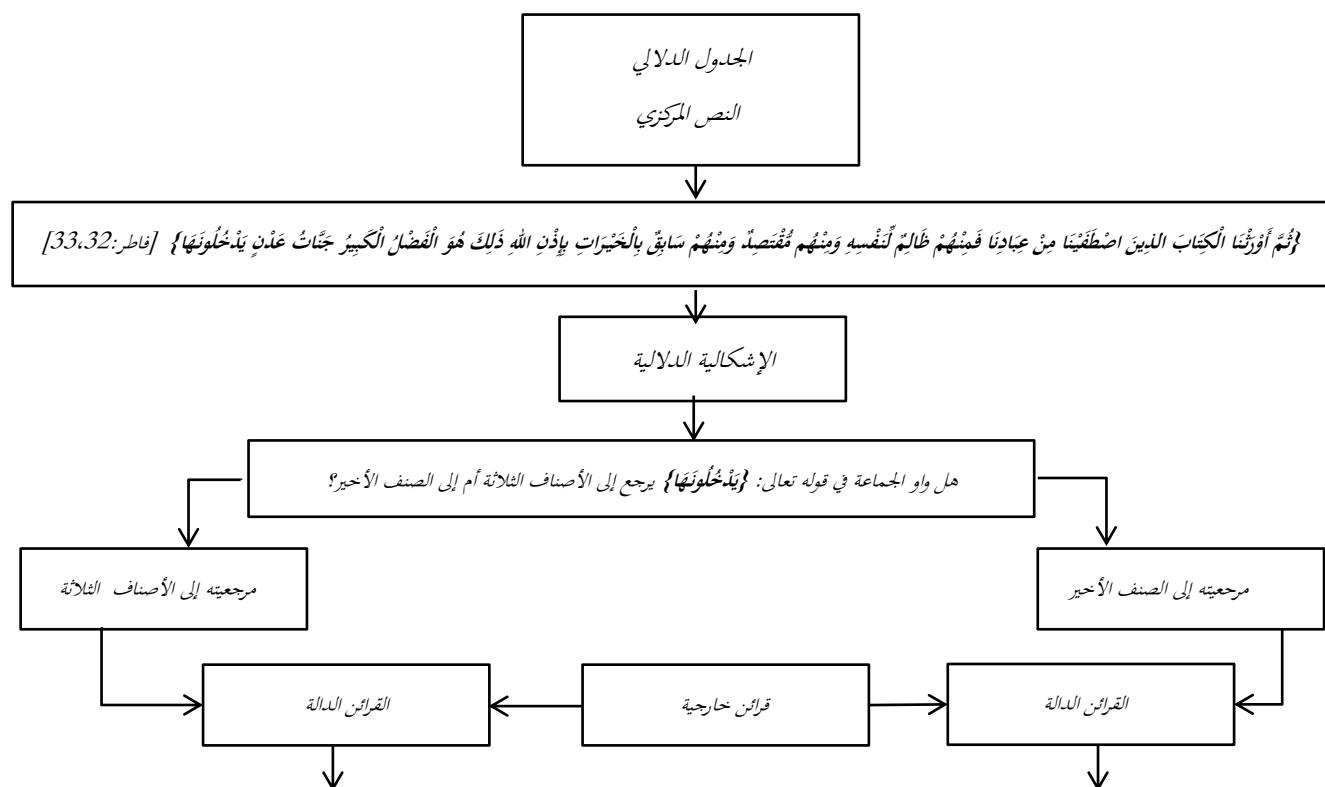 الجدول الدلالي
النص المركزي
{ثُمَّ أَوْرَثْنَا الْكِتَابَ الذِينَ اصْطَفَيْنَا مِنْ عِبَادِنَا فَمِنْهُمْ ظَالِمٌ لِّنَفْسِهِ وَمِنْهُم مُّقْتَصِدٌ وَمِنْهُمْ سَابِقٌ بِالْخَيْرَاتِ بِإِذْنِ اللهِ ذَلِكَ هُوَ الْفَضْلُ الْكَبِيرُ جَنَّاتُ عَدْنٍ يَدْخُلُونَهَا} [فاطر:32،33]
الإشكالية الدلالية
هل واو الجماعة في قوله تعالى: {يَدْخُلُونَهَا} يرجع إلى الأصناف الثلاثة أم إلى الصنف الأخير؟
مرجعيته إلى الصنف الأخير
مرجعيته إلى الأصناف الثلاثة
القرائن الدالة
قرائن خارجية
القرائن الدالة